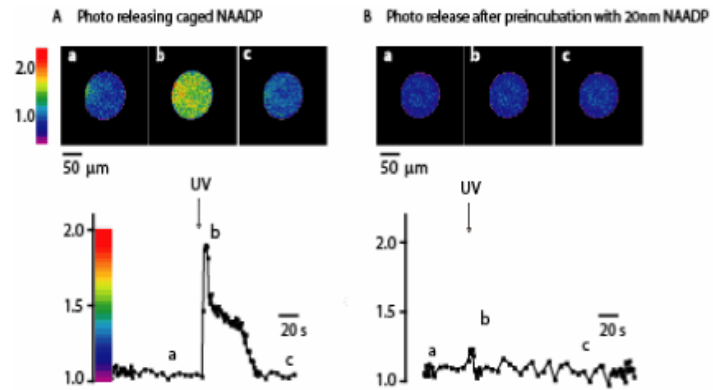 A Photo releasing caged NAADP
a b c
2.0
1.0
50 µm
UV
2.0
b
1.5
20 s
a
c
1.0
B Photo release after preincubation with 20nm NAADP
a b c
50 µm
UV
2.0
1.5
b
20 s
a
c
1.0